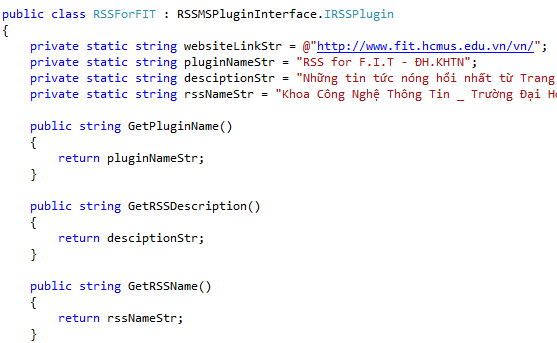 public class RSSForFIT : RSSMSPluginInterface.IRSSPlugin
{
private static string websiteLinkStr = @"http://www.fit.hcmus.edu.vn/vn/";
private static string pluginNameStr = "RSS for F.I.T - ĐH.KHTN";
private static string desciptionStr = "Những tin tức nóng hổi nhất từ Trang
private static string rssNameStr = "Khoa Công Nghệ Thông Tin _ Trường Đại
public string GetPluginName()
{
return pluginNameStr;
}
public string GetRSSDescription()
{
return desciptionStr;
}
public string GetRSSName()
{
return rssNameStr;
}